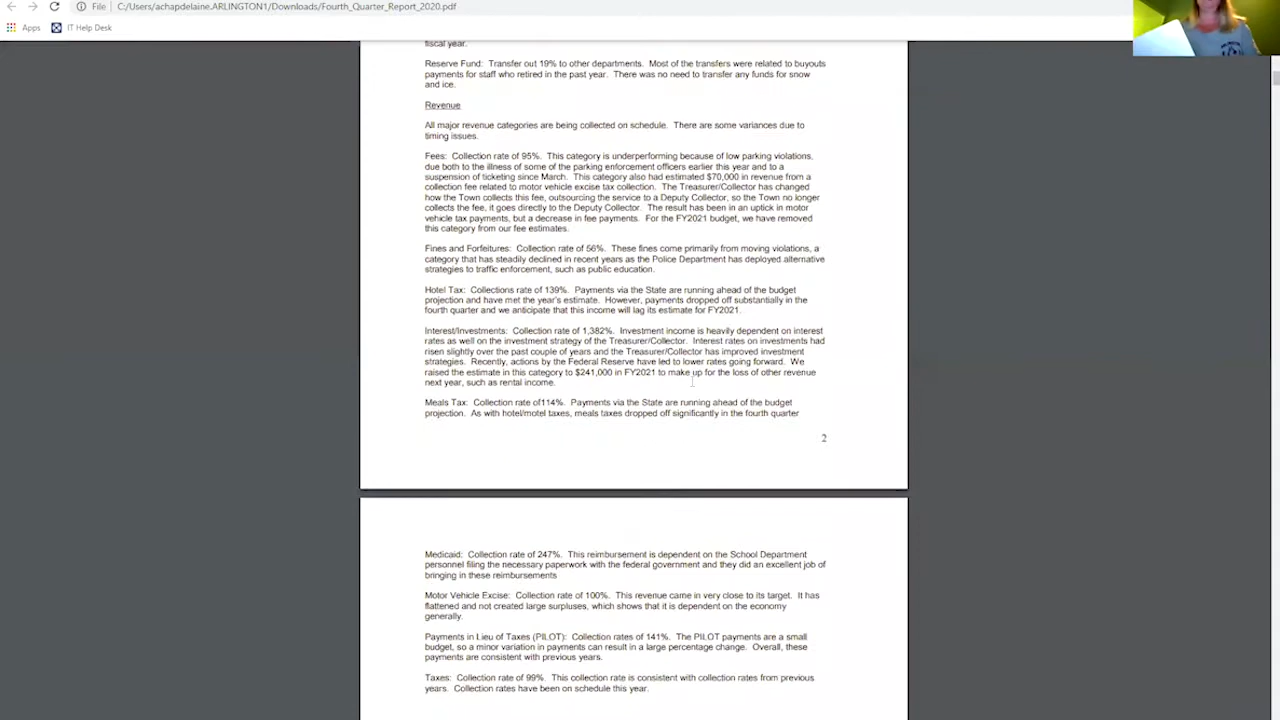 File | C:/Users/achapdelaine.ARLINGTON1/Downloads/Fourth_Quarter_Report_2020.pdf
Apps IT Help Desk
fiscal year.
Reserve Fund: Transfer out 19% to other departments. Most of the transfers were related to buyouts
payments for staff who retired in the past year. There was no need to transfer any funds for snow
and ice.
Revenue
All major revenue categories are being collected on schedule. There are some variances due to
timing issues.
Fees: Collection rate of 95%. This category is underperforming because of low parking violations,
due both to the illness of some of the parking enforcement officers earlier this year and to a
suspension of ticketing since March. This category also had estimated $70,000 in revenue from a
collection fee related to motor vehicle excise tax collection. The Treasurer/Collector has changed
how the Town collects this fee, outsourcing the service to a Deputy Collector, so the Town no longer
collects the fee, it goes directly to the Deputy Collector. The result has been in an uptick in motor
vehicle tax payments, but a decrease in fee payments. For the FY2021 budget, we have removed
this category from our fee estimates.
Fines and Forfeitures: Collection rate of 56%. These fines come primarily from moving violations, a
category that has steadily declined in recent years as the Police Department has deployed alternative
strategies to traffic enforcement, such as public education.
Hotel Tax: Collections rate of 139%. Payments via the State are running ahead of the budget
projection and have met the year's estimate. However, payments dropped off substantially in the
fourth quarter and we anticipate that this income will lag its estimate for FY2021.
Interest/Investments: Collection rate of 1,382%. Investment income is heavily dependent on interest
rates as well on the investment strategy of the Treasurer/Collector. Interest rates on investments had
risen slightly over the past couple of years and the Treasurer/Collector has improved investment
strategies. Recently, actions by the Federal Reserve have led to lower rates going forward. We
raised the estimate in this category to $241,000 in FY2021 to make up for the loss of other revenue
next year, such as rental income.
Meals Tax: Collection rate of114%. Payments via the State are running ahead of the budget
projection. As with hotel/motel taxes, meals taxes dropped off significantly in the fourth quarter
2
Medicaid: Collection rate of 247%. This reimbursement is dependent on the School Department
personnel filing the necessary paperwork with the federal government and they did an excellent job of
bringing in these reimbursements
Motor Vehicle Excise: Collection rate of 100%. This revenue came in very close to its target. It has
flattened and not created large surpluses, which shows that it is dependent on the economy
generally.
Payments in Lieu of Taxes (PILOT): Collection rates of 141%. The PILOT payments are a small
budget, so a minor variation in payments can result in a large percentage change. Overall, these
payments are consistent with previous years.
Taxes: Collection rate of 99%. This collection rate is consistent with collection rates from previous
years. Collection rates have been on schedule this year.